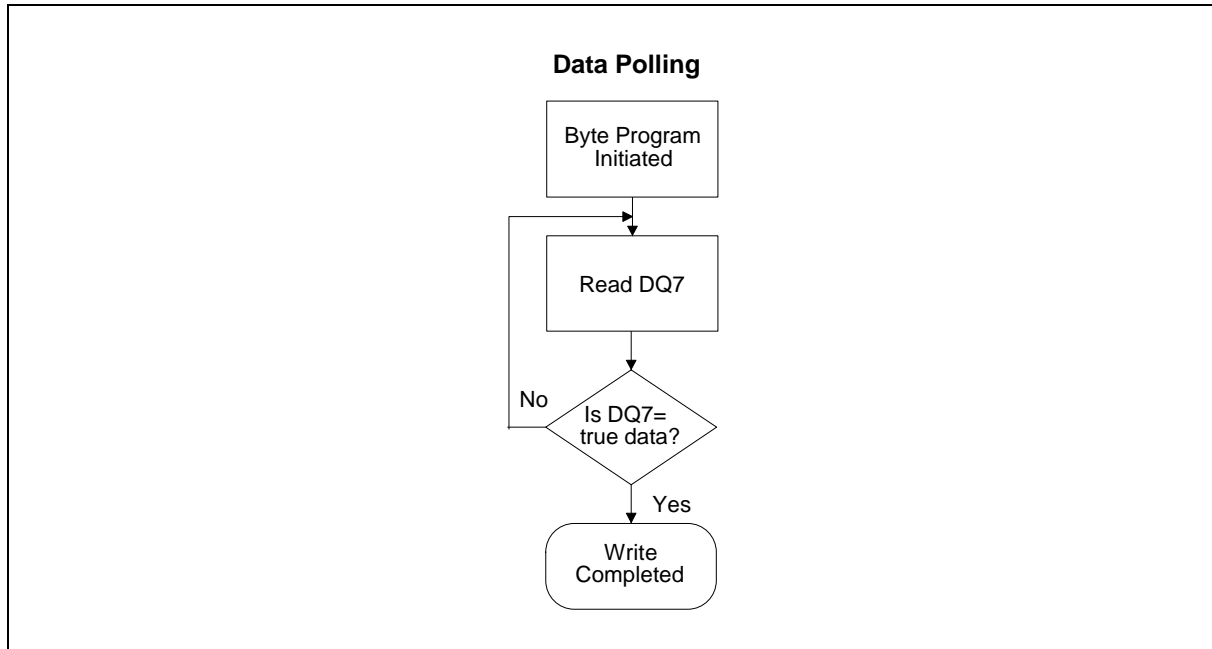 Data Polling
Byte Program
Initiated
Read DQ7
No
Is DQ7=
true data?
Yes
Write
Completed